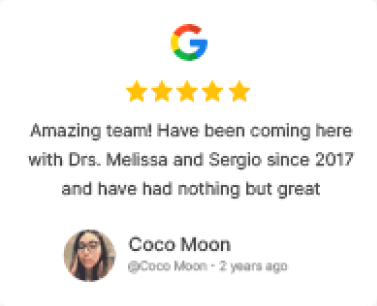 Amazing team! Have been coming here
with Drs. Melissa and Sergio since 2017
and have had nothing but great
Coco Moon
@Coco Moon • 2 years ago